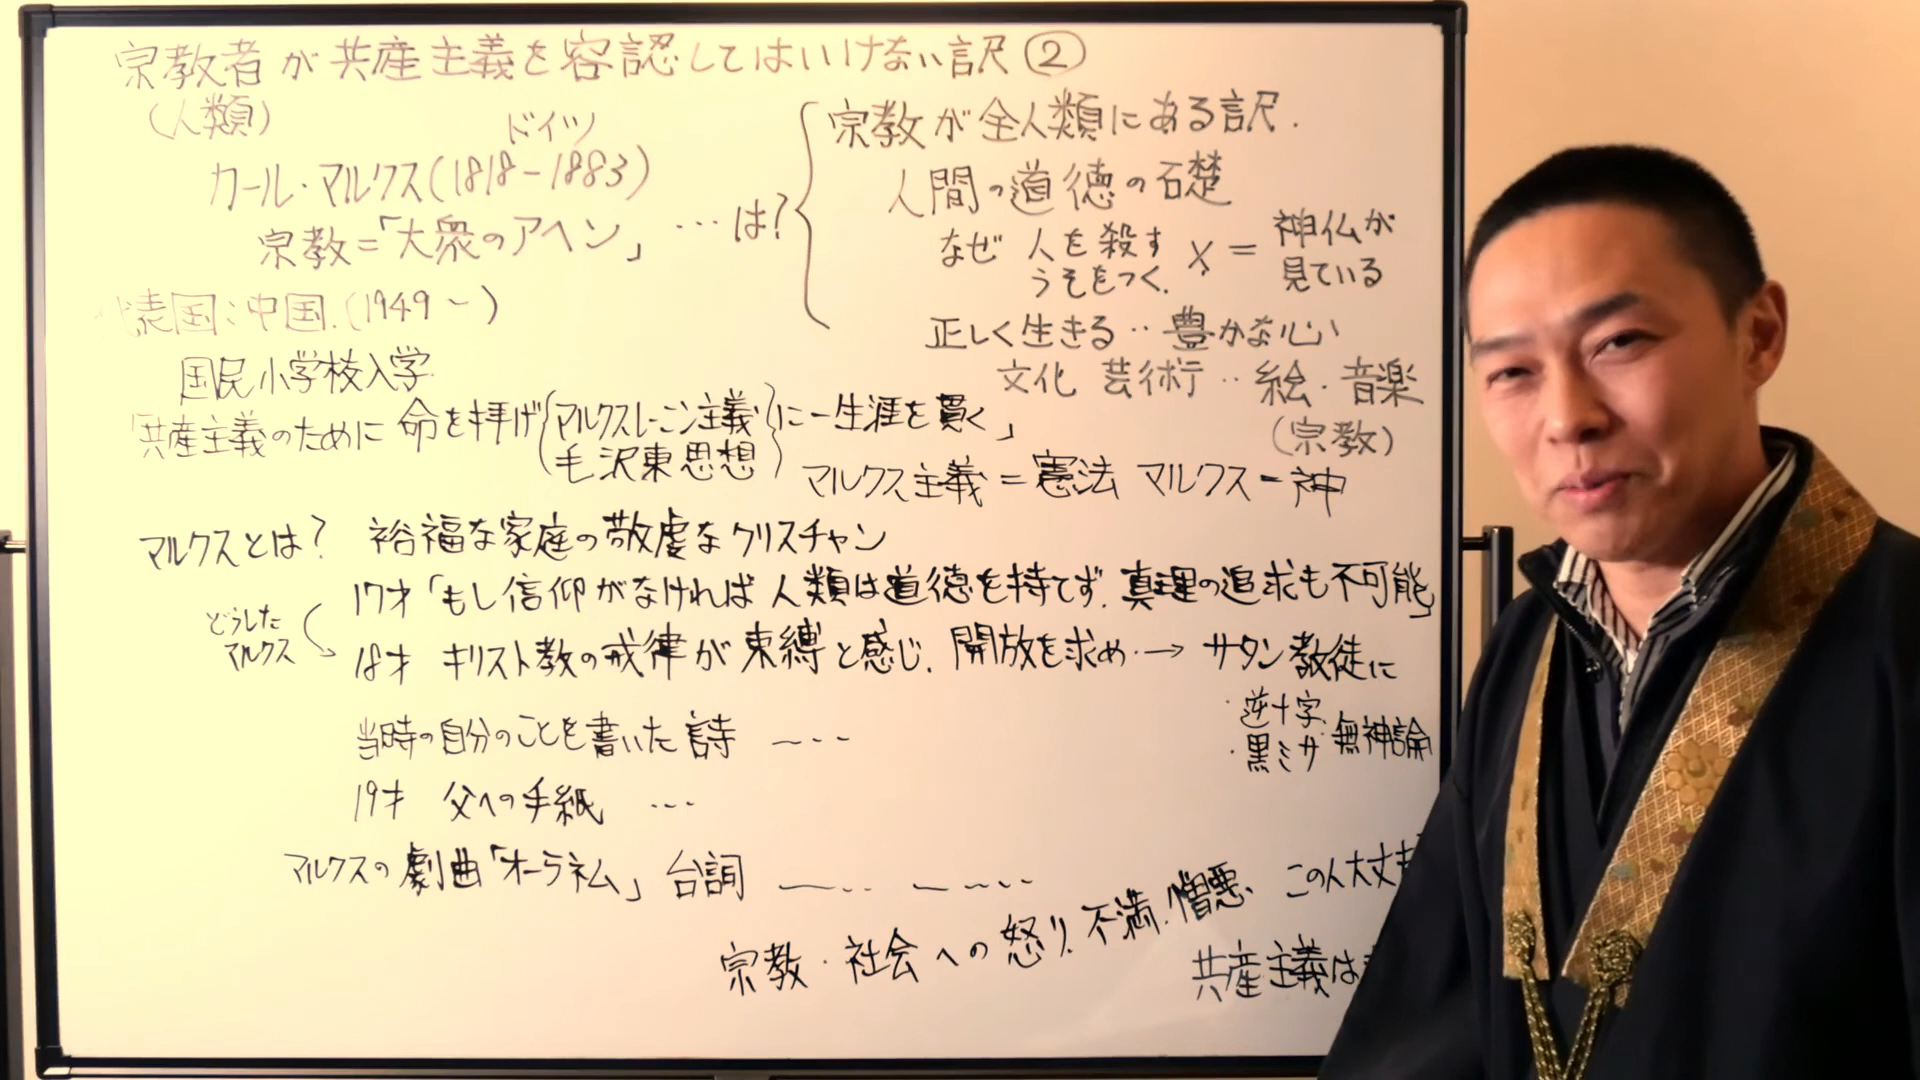 宗教者が共産主義を容認してはいけない訳②
(人類)
ドイツ
カール・マルクス(1818-1883)
宗教=「大衆のアヘン」 …は?
宗教が全人類にある訳.
人間の道徳の石楚
なぜ 人を殺す うそをつく. × = 神仏が見ている
正しく生きる‥豊かな心
文化 芸術‥絵・音楽
(宗教)
代表国:中国.(1949~)
国民小学校入学
「共産主義のために命を拝げ(マルクスレーニン主義 毛沢東思想)に一生涯を貫く」
マルクス主義=憲法 マルクス-神
マルクスとは? 裕福な家庭の敬虔なクリスチャン
17才「もし信仰がなければ人類は道徳を持てず.真理の追求も不可能」
どうしたマルクス
18才 キリスト教の戒律が束縛と感じ.開放を求め‥→サタン教徒に
・逆十字.
・黒ミサ 無神論
当時の自分のことを書いた詩 ----
19才 父への手紙 …
マルクスの劇曲「オーラネム」台詞
宗教・社会への怒り.不満.憎悪、この人大丈
共産主義は